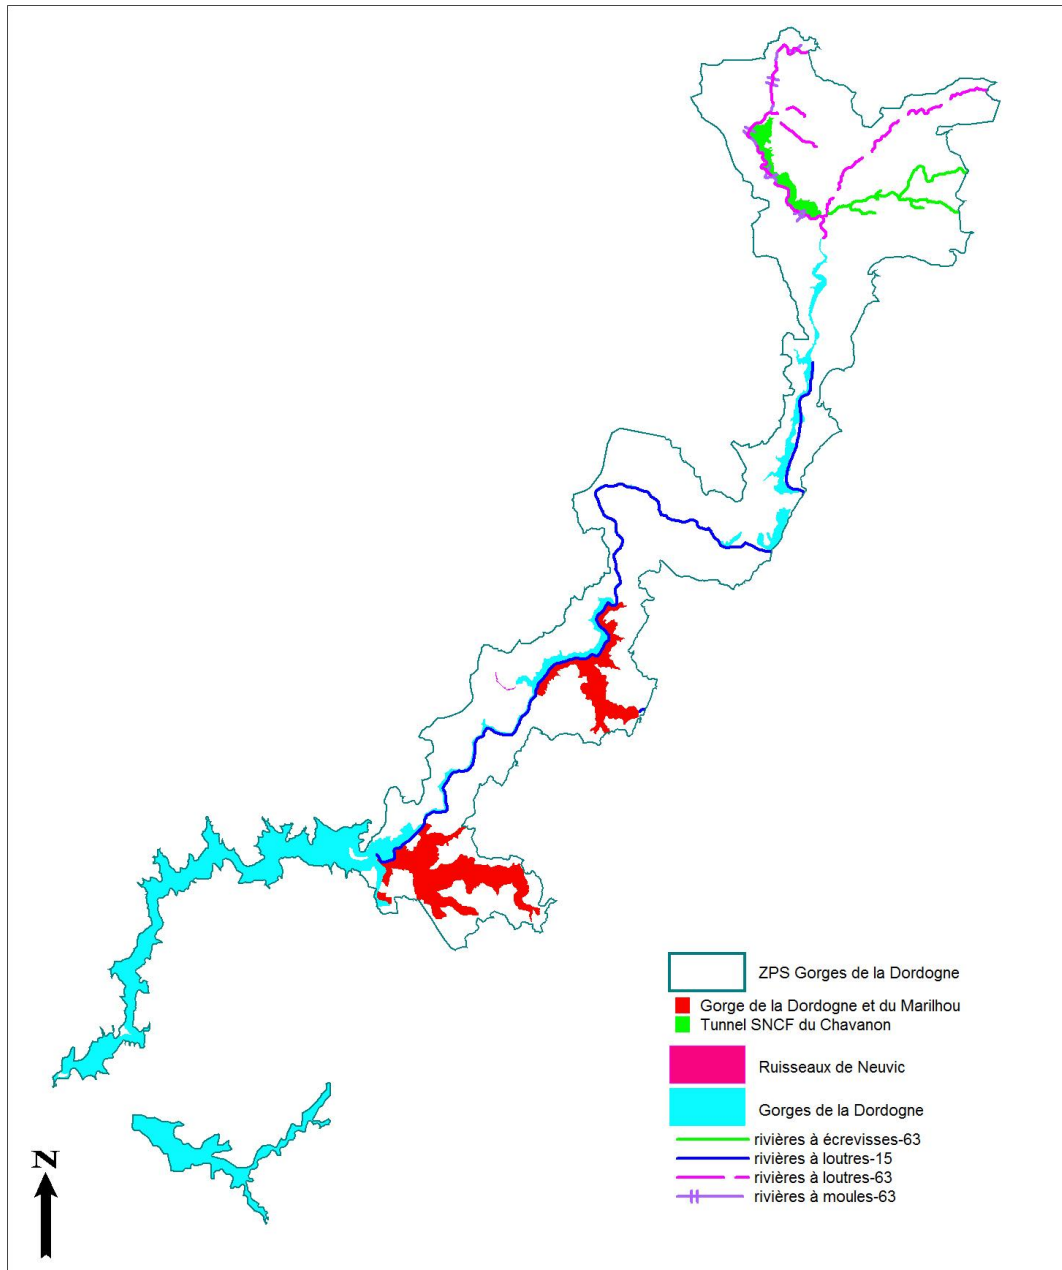 ZPS Gorges de la Dordogne
Gorge de la Dordogne et du Marilhou
Tunnel SNCF du Chavanon
Ruisseaux de Neuvic
Gorges de la Dordogne
rivières à écrevisses-63
rivières à loutres-15
rivières à loutres-63
rivières à moules-63
N